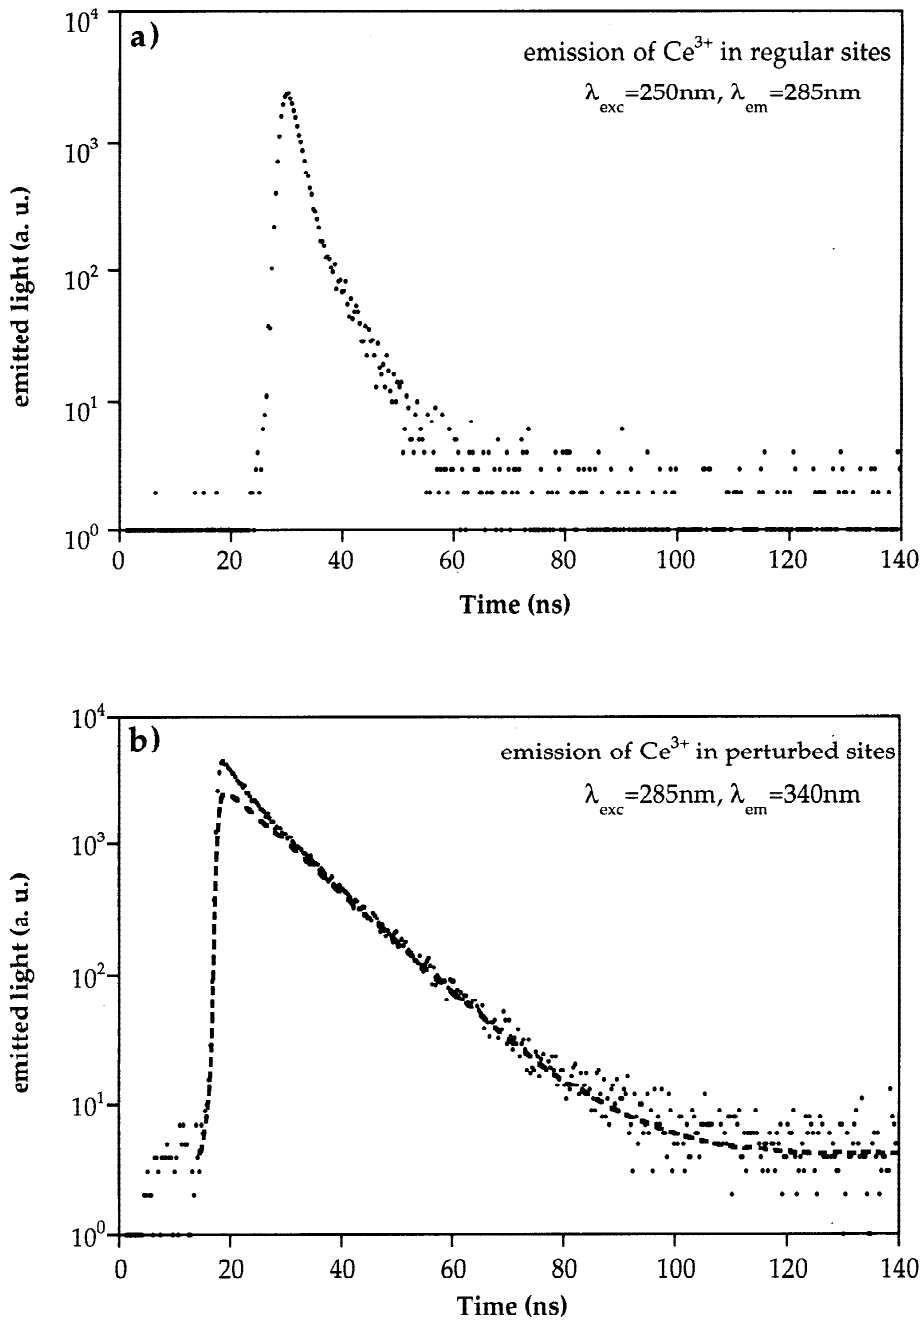 a)
emission of Ce³⁺ in regular sites
λexc=250nm, λem=285nm
10⁴
10³
10²
10¹
10⁰
emitted light (a. u.)
0 20 40 60 80 100 120 140
Time (ns)
b)
emission of Ce³⁺ in perturbed sites
λexc=285nm, λem=340nm
10⁴
10³
10²
10¹
10⁰
emitted light (a. u.)
0 20 40 60 80 100 120 140
Time (ns)